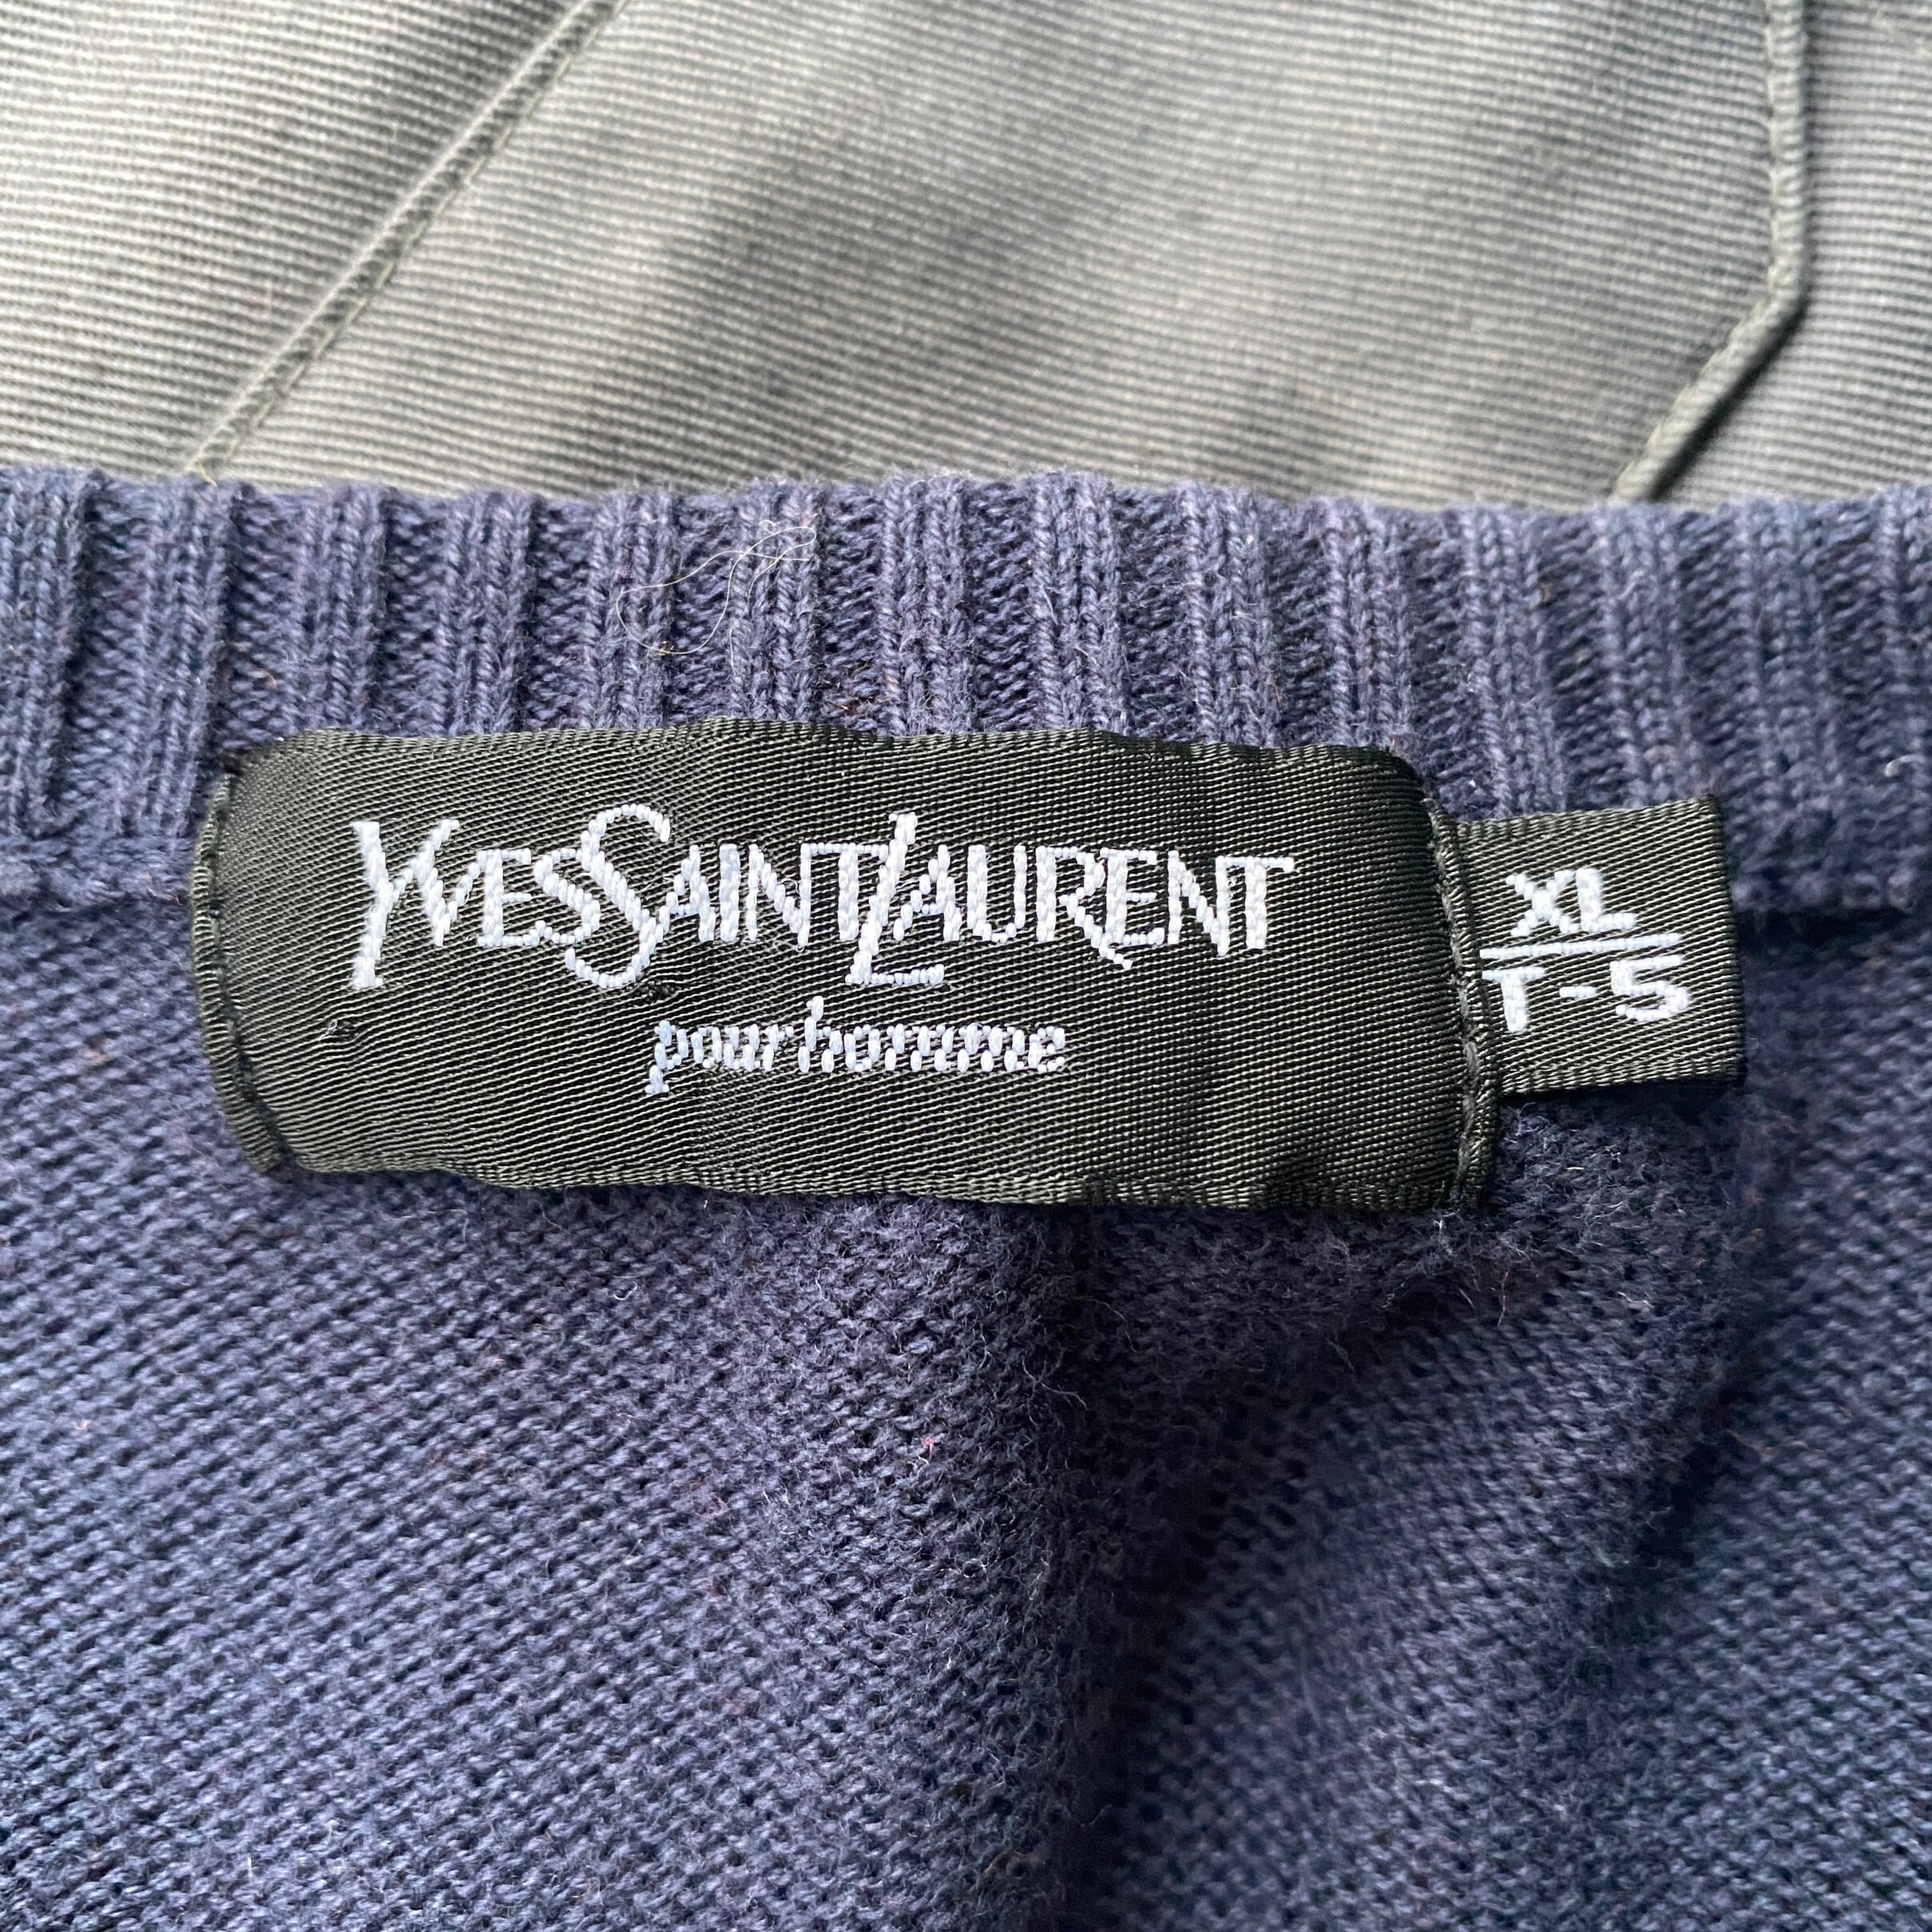 YVESSAINTLAURENT
pour homme
XL
T-5